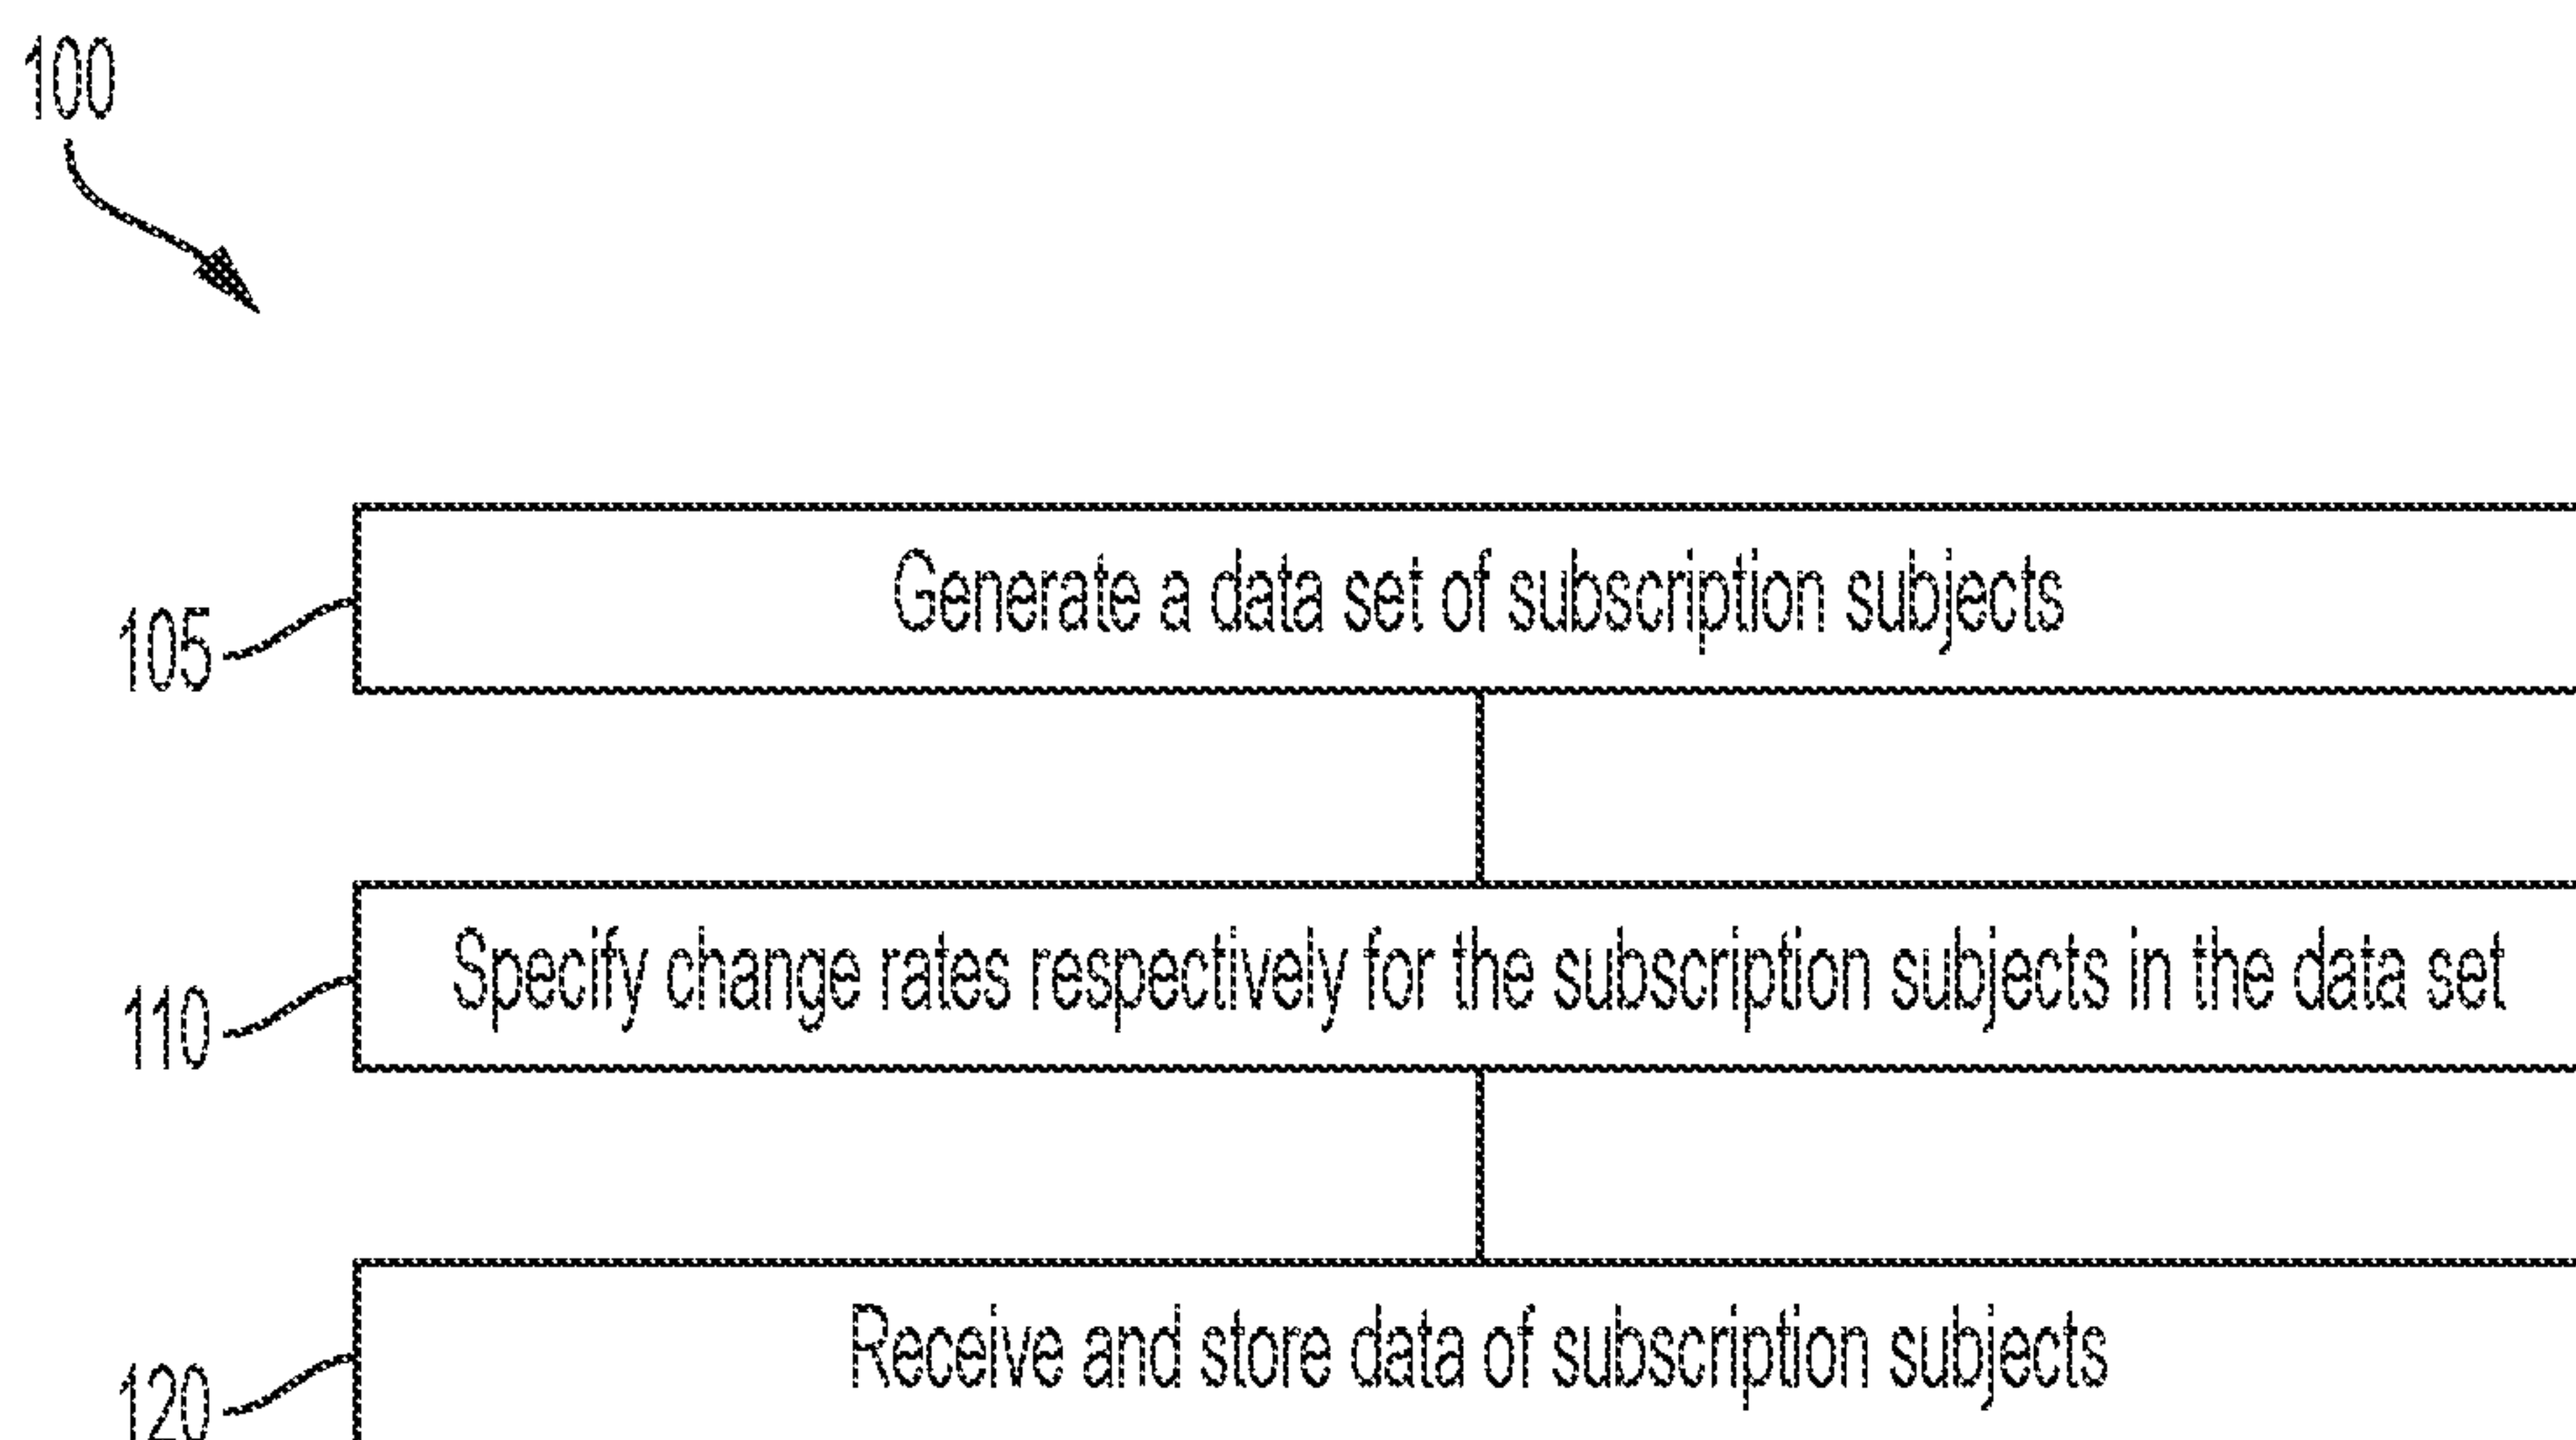 100
Generate a data set of subscription subjects
105
Specify change rates respectively for the subscription subjects in the data set
110
Receive and store data of subscription subjects
120